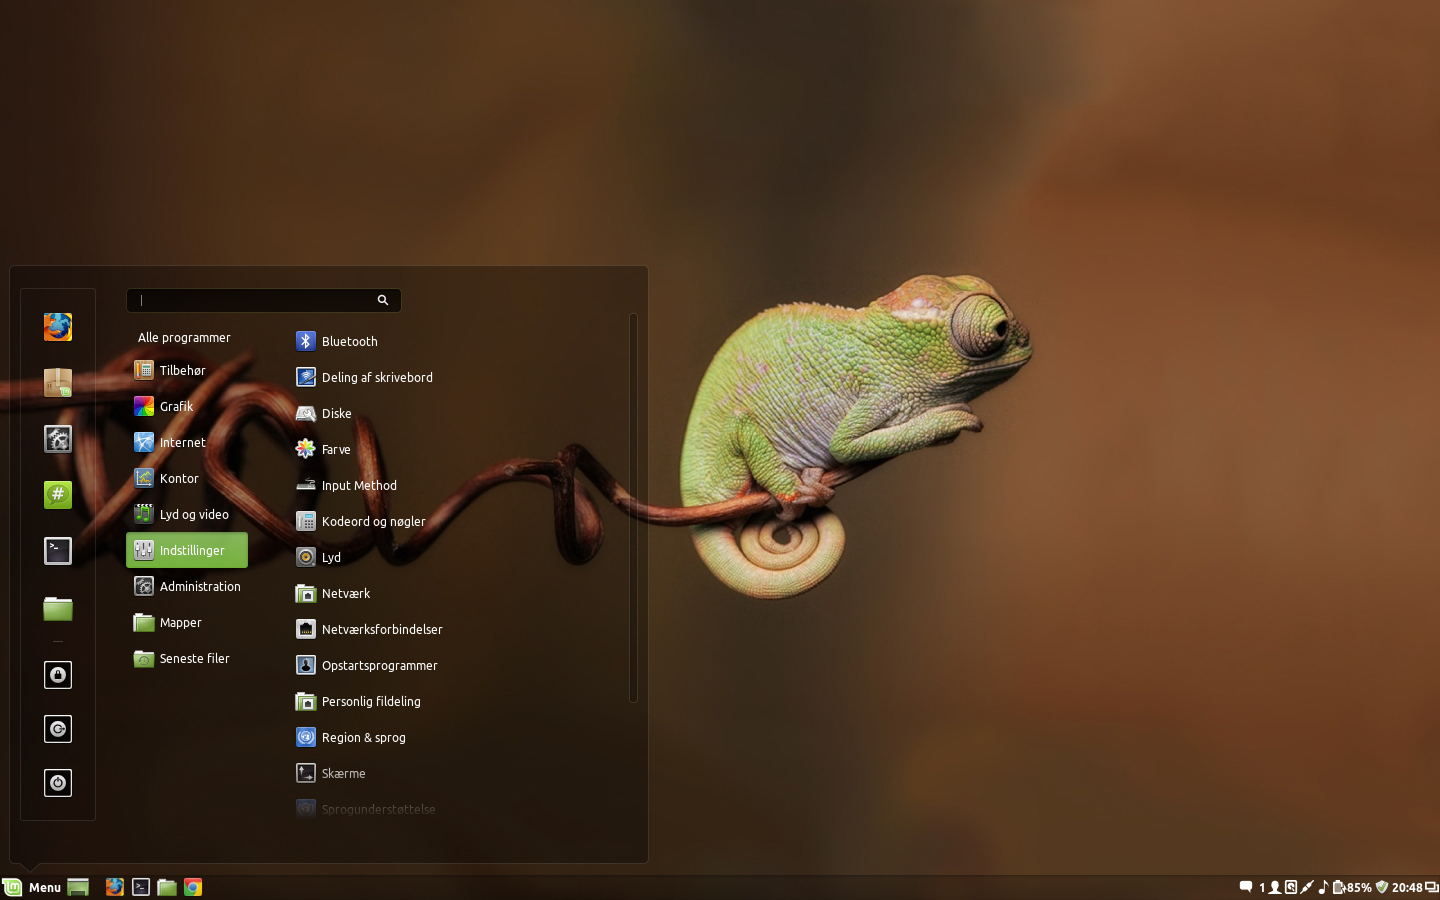 Alle programmer
Tilbehør
Grafik
Internet
Kontor
Lyd og video
Indstillinger
Administration
Mapper
Seneste filer
Bluetooth
Deling af skrivebord
Diske
Farve
Input Method
Kodeord og nøgler
Lyd
Netværk
Netværksforbindelser
Opstartsprogrammer
Personlig fildeling
Region & sprog
Skærme
Sprogunderstøttelse
Menu
1 85% 20:48